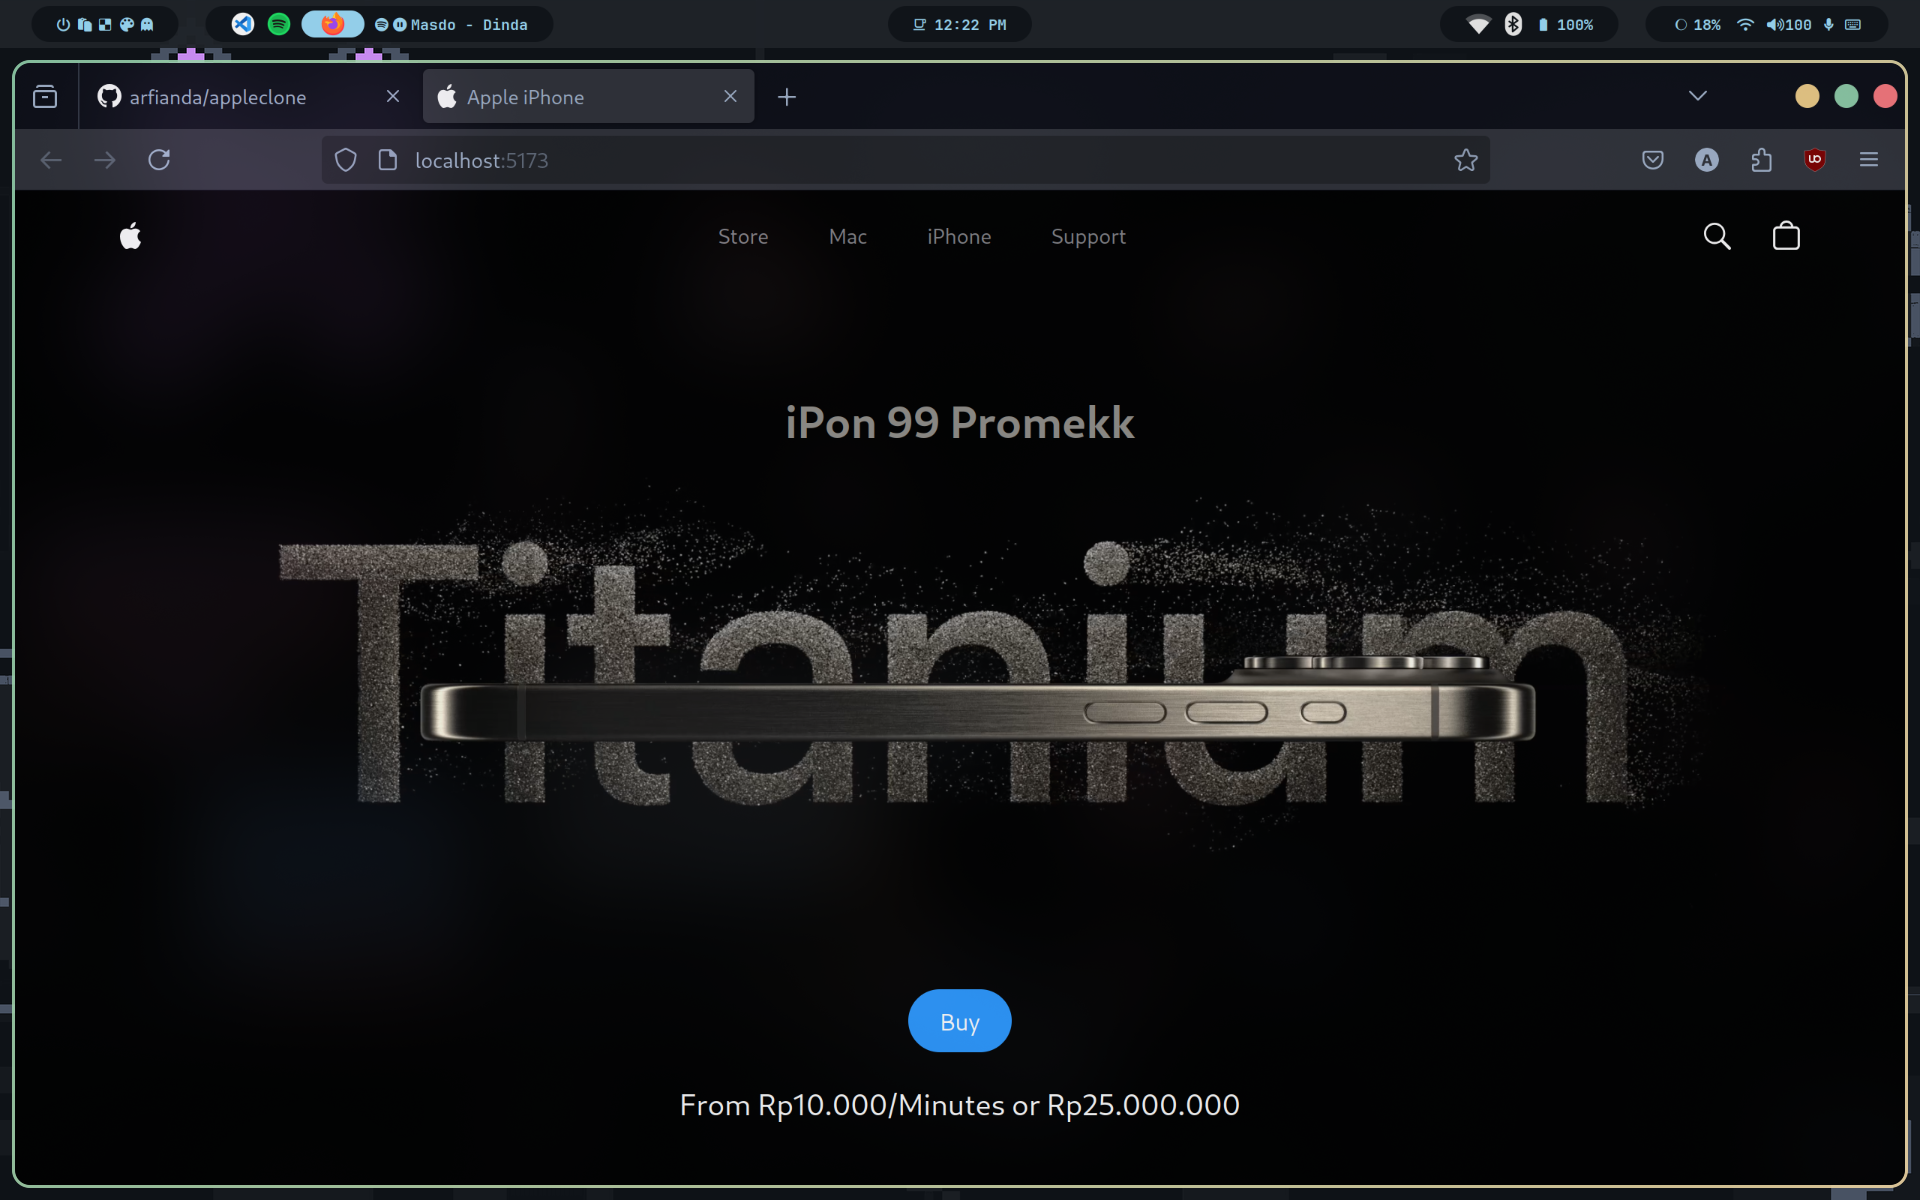 Masdo - Dinda
12:22 PM
100%
18%
100
arfianda/appleclone
Apple iPhone
localhost:5173
A
Store
Mac
iPhone
Support
iPon 99 Promekk
Titanium
Buy
From Rp10.000/Minutes or Rp25.000.000